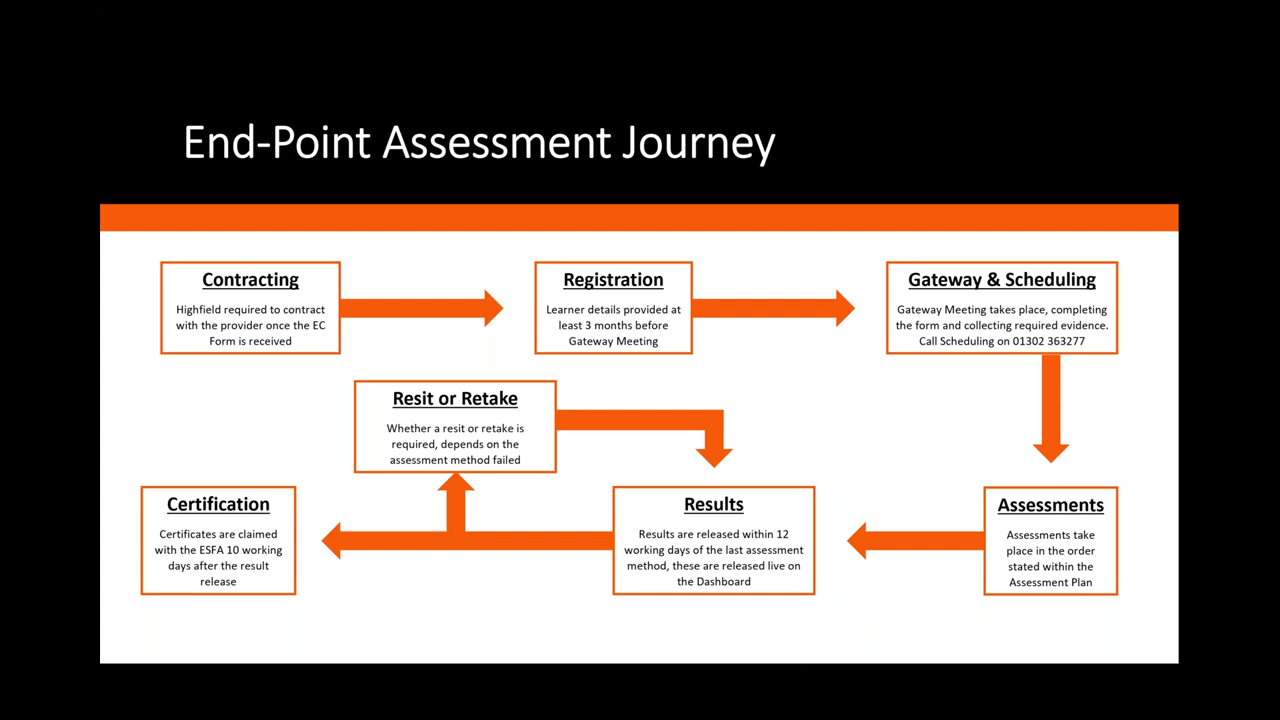 End-Point Assessment Journey
Contracting
Highfield required to contract
with the provider once the EC
Form is received
Registration
Learner details provided at
least 3 months before
Gateway Meeting
Gateway & Scheduling
Gateway Meeting takes place, completing
the form and collecting required evidence.
Call Scheduling on 01302 363277
Resit or Retake
Whether a resit or retake is
required, depends on the
assessment method failed
Certification
Certificates are claimed
with the ESFA 10 working
days after the result
release
Results
Results are released within 12
working days of the last assessment
method, these are released live on
the Dashboard
Assessments
Assessments take
place in the order
stated within the
Assessment Plan